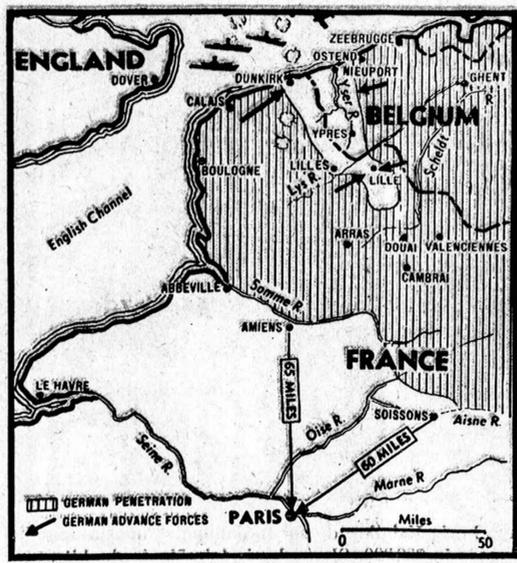 ENGLAND
DOVER
ZEEBRUGGE
OSTEND
NIEUPORT
DUNKIRK
Yser R.
GHENT
CALAIS
BELGIUM
R
YPRES
Scheldt
BOULOGNE
LILLES
Lys R.
LILLE
English Channel
ARRAS
DOUAI
VALENCIENNES
CAMBRAI
ABBEVILLE
Somme R.
AMIENS
FRANCE
65 MILES
LE HAVRE
SOISSONS
Aisne R.
Oise R.
60 MILES
Seine R.
Marne R
GERMAN PENETRATION
GERMAN ADVANCE FORCES
PARIS
Miles
0 50